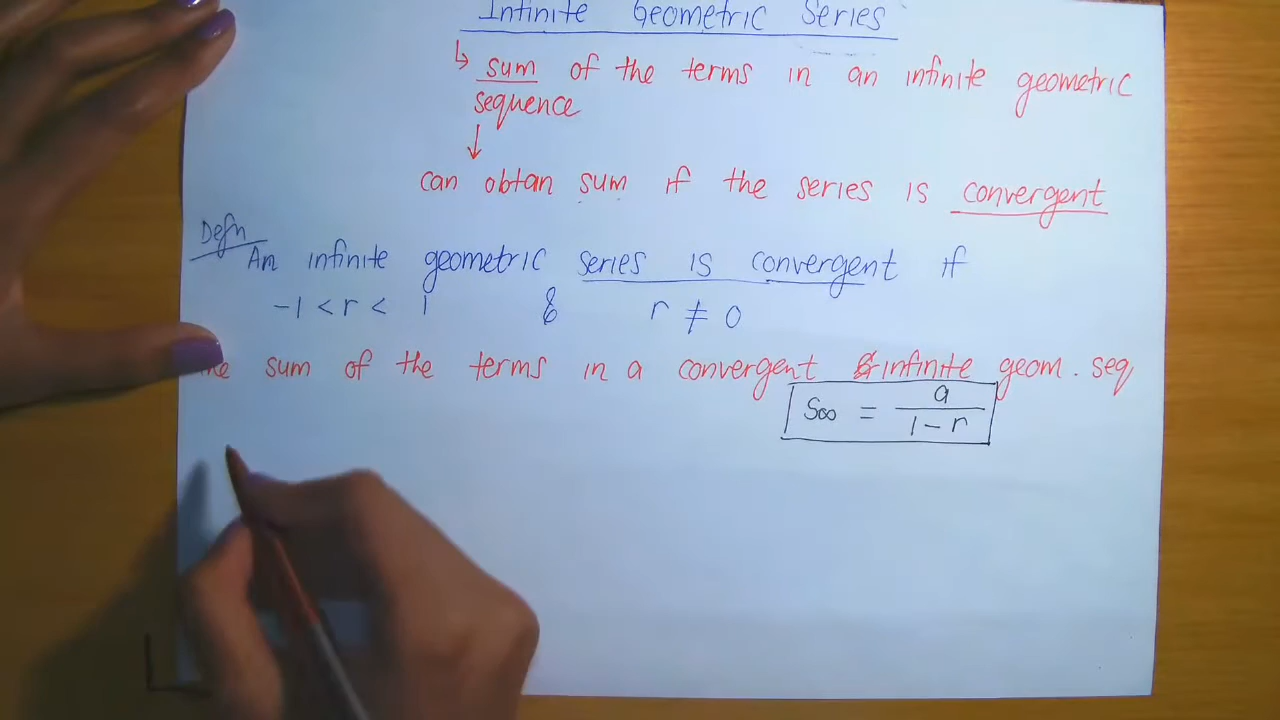 Infinite Geometric Series
↳ sum of the terms in an infinite geometric
sequence
↓
can obtan sum if the series is convergent
Defn
An infinite geometric series is convergent if
-1 < r < 1 & r ≠ 0
sum of the terms in a convergent infinite geom. seq
S∞ = a / 1 - r